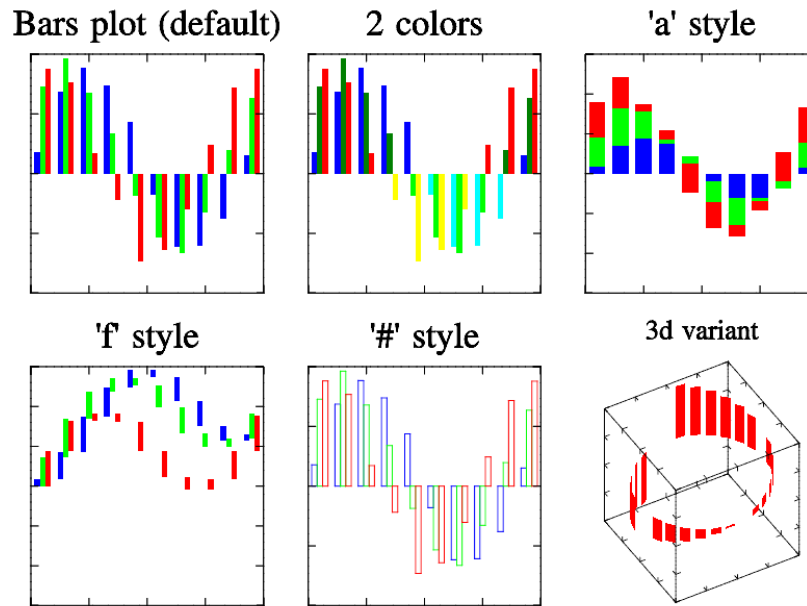 Bars plot (default)
2 colors
'a' style
'f' style
'#' style
3d variant